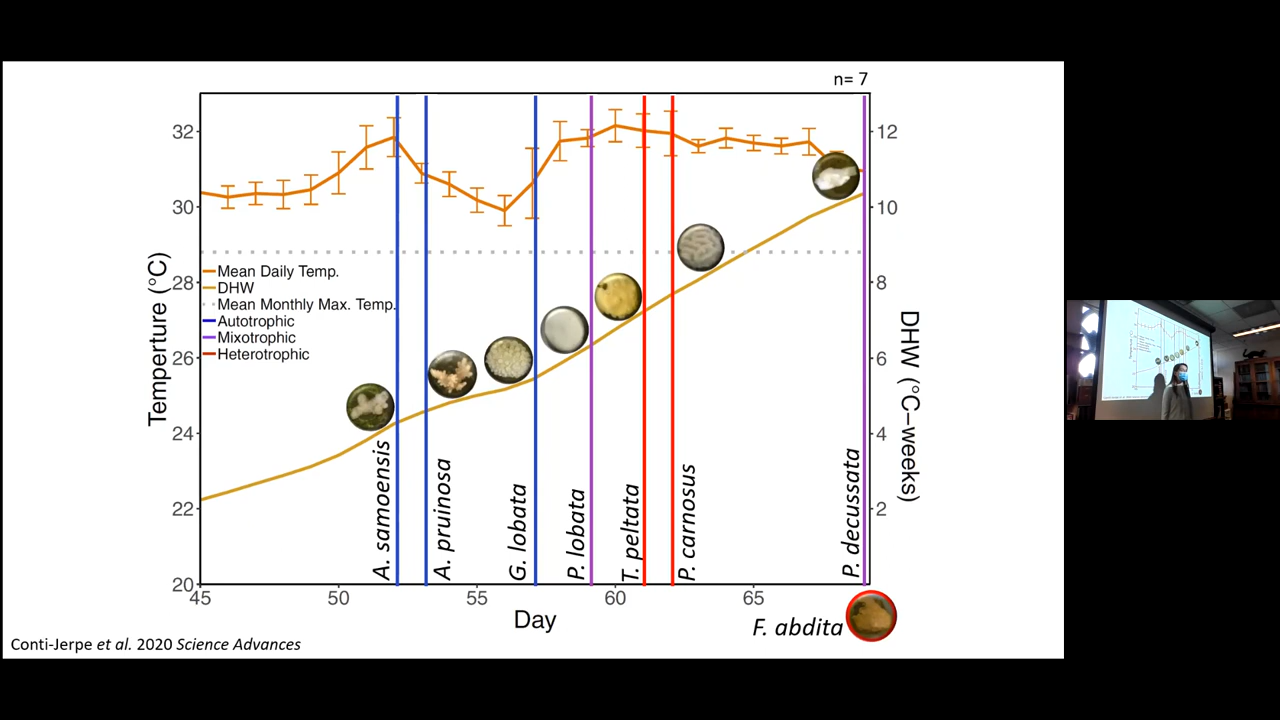 n= 7
32
30
28
26
24
22
20
12
10
8
6
4
2
Temperture (°C)
DHW (°C−weeks)
Mean Daily Temp.
DHW
Mean Monthly Max. Temp.
Autotrophic
Mixotrophic
Heterotrophic
A. samoensis
A. pruinosa
G. lobata
P. lobata
T. peltata
P. carnosus
P. decussata
45
50
55
60
65
Day
F. abdita
Conti-Jerpe et al. 2020 Science Advances